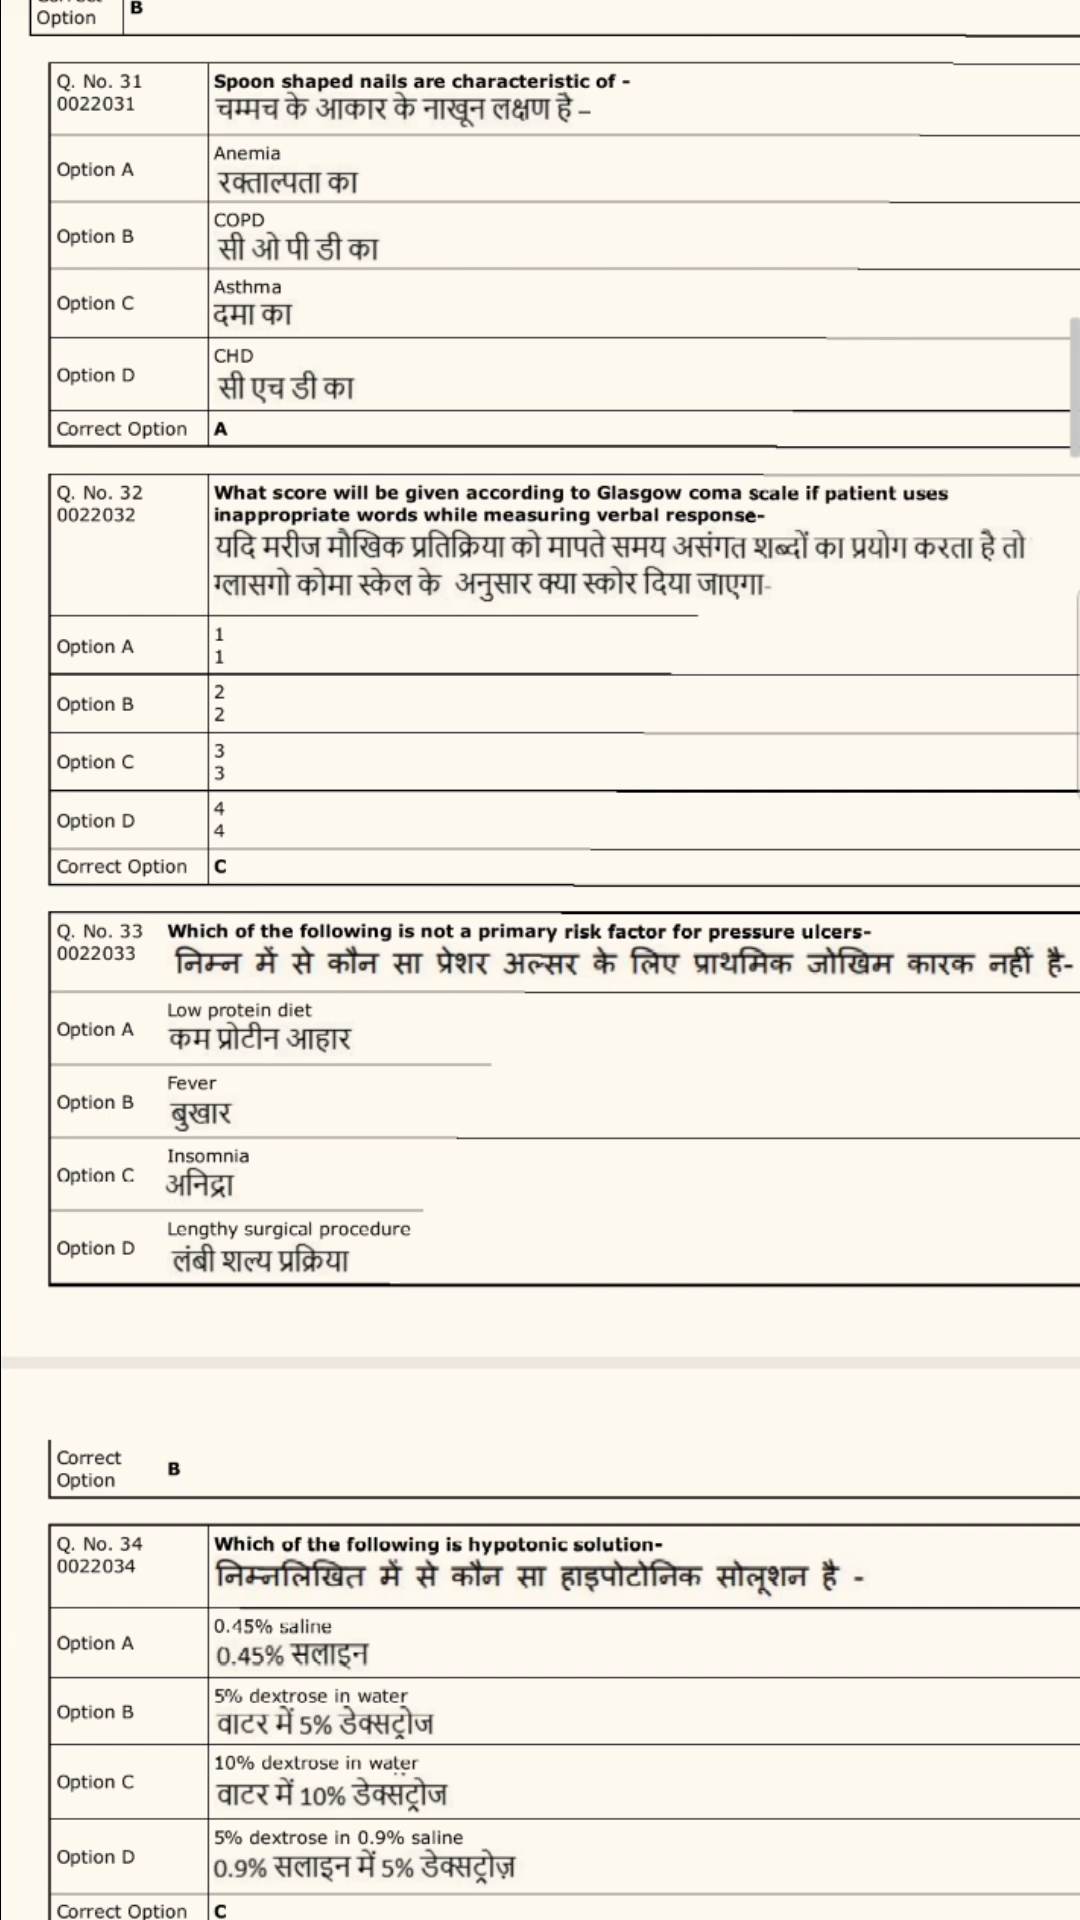 Option
B
Q. No. 31
0022031
Spoon shaped nails are characteristic of -
चम्मच के आकार के नाखून लक्षण है –
Option A
Anemia
रक्ताल्पता का
Option B
COPD
सी ओ पी डी का
Option C
Asthma
दमा का
Option D
CHD
सी एच डी का
Correct Option
A
Q. No. 32
0022032
What score will be given according to Glasgow coma scale if patient uses
inappropriate words while measuring verbal response-
यदि मरीज मौखिक प्रतिक्रिया को मापते समय असंगत शब्दों का प्रयोग करता है तो
ग्लासगो कोमा स्केल के अनुसार क्या स्कोर दिया जाएगा-
Option A
1
1
Option B
2
2
Option C
3
3
Option D
4
4
Correct Option
C
Q. No. 33
0022033
Which of the following is not a primary risk factor for pressure ulcers-
निम्न में से कौन सा प्रेशर अल्सर के लिए प्राथमिक जोखिम कारक नहीं है-
Option A
Low protein diet
कम प्रोटीन आहार
Option B
Fever
बुखार
Option C
Insomnia
अनिद्रा
Option D
Lengthy surgical procedure
लंबी शल्य प्रक्रिया
Correct
Option
B
Q. No. 34
0022034
Which of the following is hypotonic solution-
निम्नलिखित में से कौन सा हाइपोटोनिक सोलूशन है -
Option A
0.45% saline
0.45% सलाइन
Option B
5% dextrose in water
वाटर में 5% डेक्सट्रोज
Option C
10% dextrose in water
वाटर में 10% डेक्सट्रोज
Option D
5% dextrose in 0.9% saline
0.9% सलाइन में 5% डेक्सट्रोज़
Correct Option
C